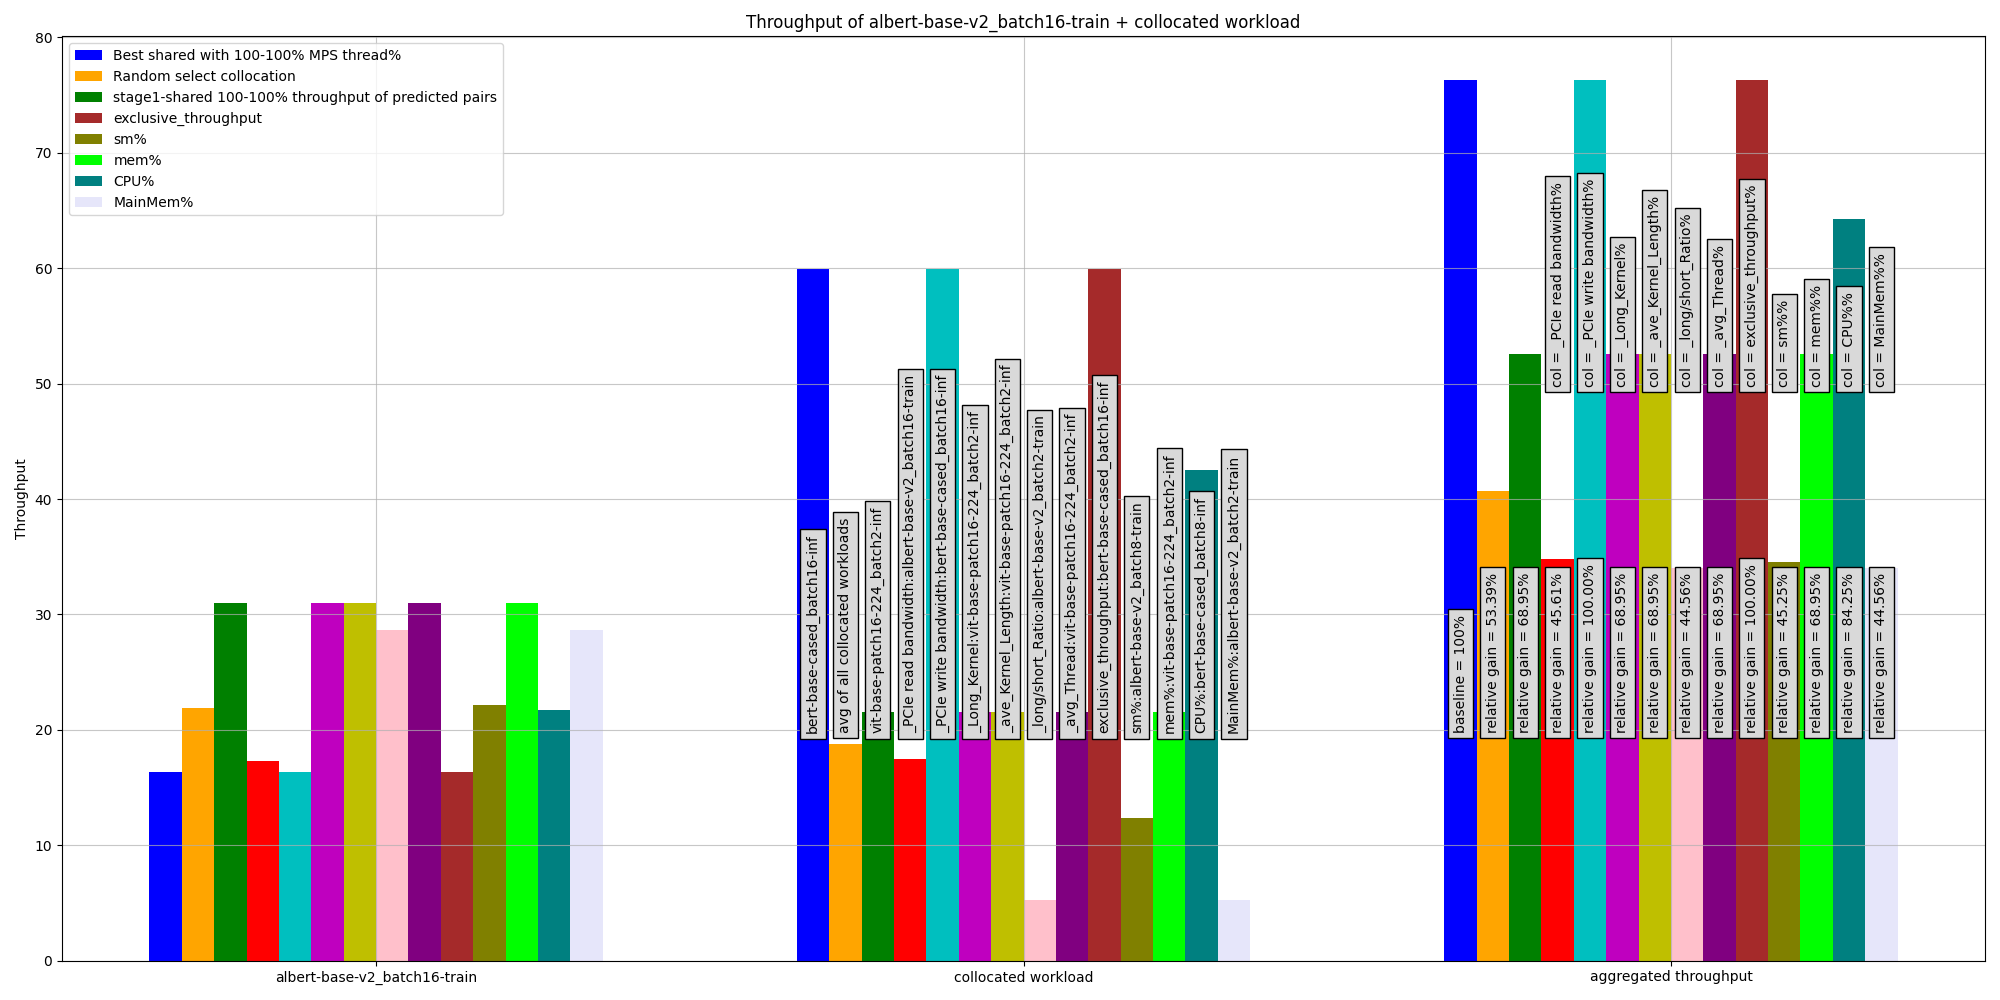 Throughput of albert-base-v2_batch16-train + collocated workload
Throughput
80
70
60
50
40
30
20
10
0
Best shared with 100-100% MPS thread%
Random select collocation
stage1-shared 100-100% throughput of predicted pairs
exclusive_throughput
sm%
mem%
CPU%
MainMem%
bert-base-cased_batch16-inf
avg of all collocated workloads
vit-base-patch16-224_batch2-inf
_PCIe read bandwidth:albert-base-v2_batch16-train
_PCIe write bandwidth:bert-base-cased_batch16-inf
_Long_Kernel:vit-base-patch16-224_batch2-inf
_ave_Kernel_Length:vit-base-patch16-224_batch2-inf
_long/short_Ratio:albert-base-v2_batch2-train
_avg_Thread:vit-base-patch16-224_batch2-inf
exclusive_throughput:bert-base-cased_batch16-inf
sm%:albert-base-v2_batch8-train
mem%:vit-base-patch16-224_batch2-inf
CPU%:bert-base-cased_batch8-inf
MainMem%:albert-base-v2_batch2-train
col = _PCIe read bandwidth%
col = _PCIe write bandwidth%
col = _Long_Kernel%
col = _ave_Kernel_Length%
col = _long/short_Ratio%
col = _avg_Thread%
col = exclusive_throughput%
col = sm%%
col = mem%%
col = CPU%%
col = MainMem%%
baseline = 100%
relative gain = 53.39%
relative gain = 68.95%
relative gain = 45.61%
relative gain = 100.00%
relative gain = 68.95%
relative gain = 68.95%
relative gain = 44.56%
relative gain = 68.95%
relative gain = 100.00%
relative gain = 45.25%
relative gain = 68.95%
relative gain = 84.25%
relative gain = 44.56%
albert-base-v2_batch16-train
collocated workload
aggregated throughput